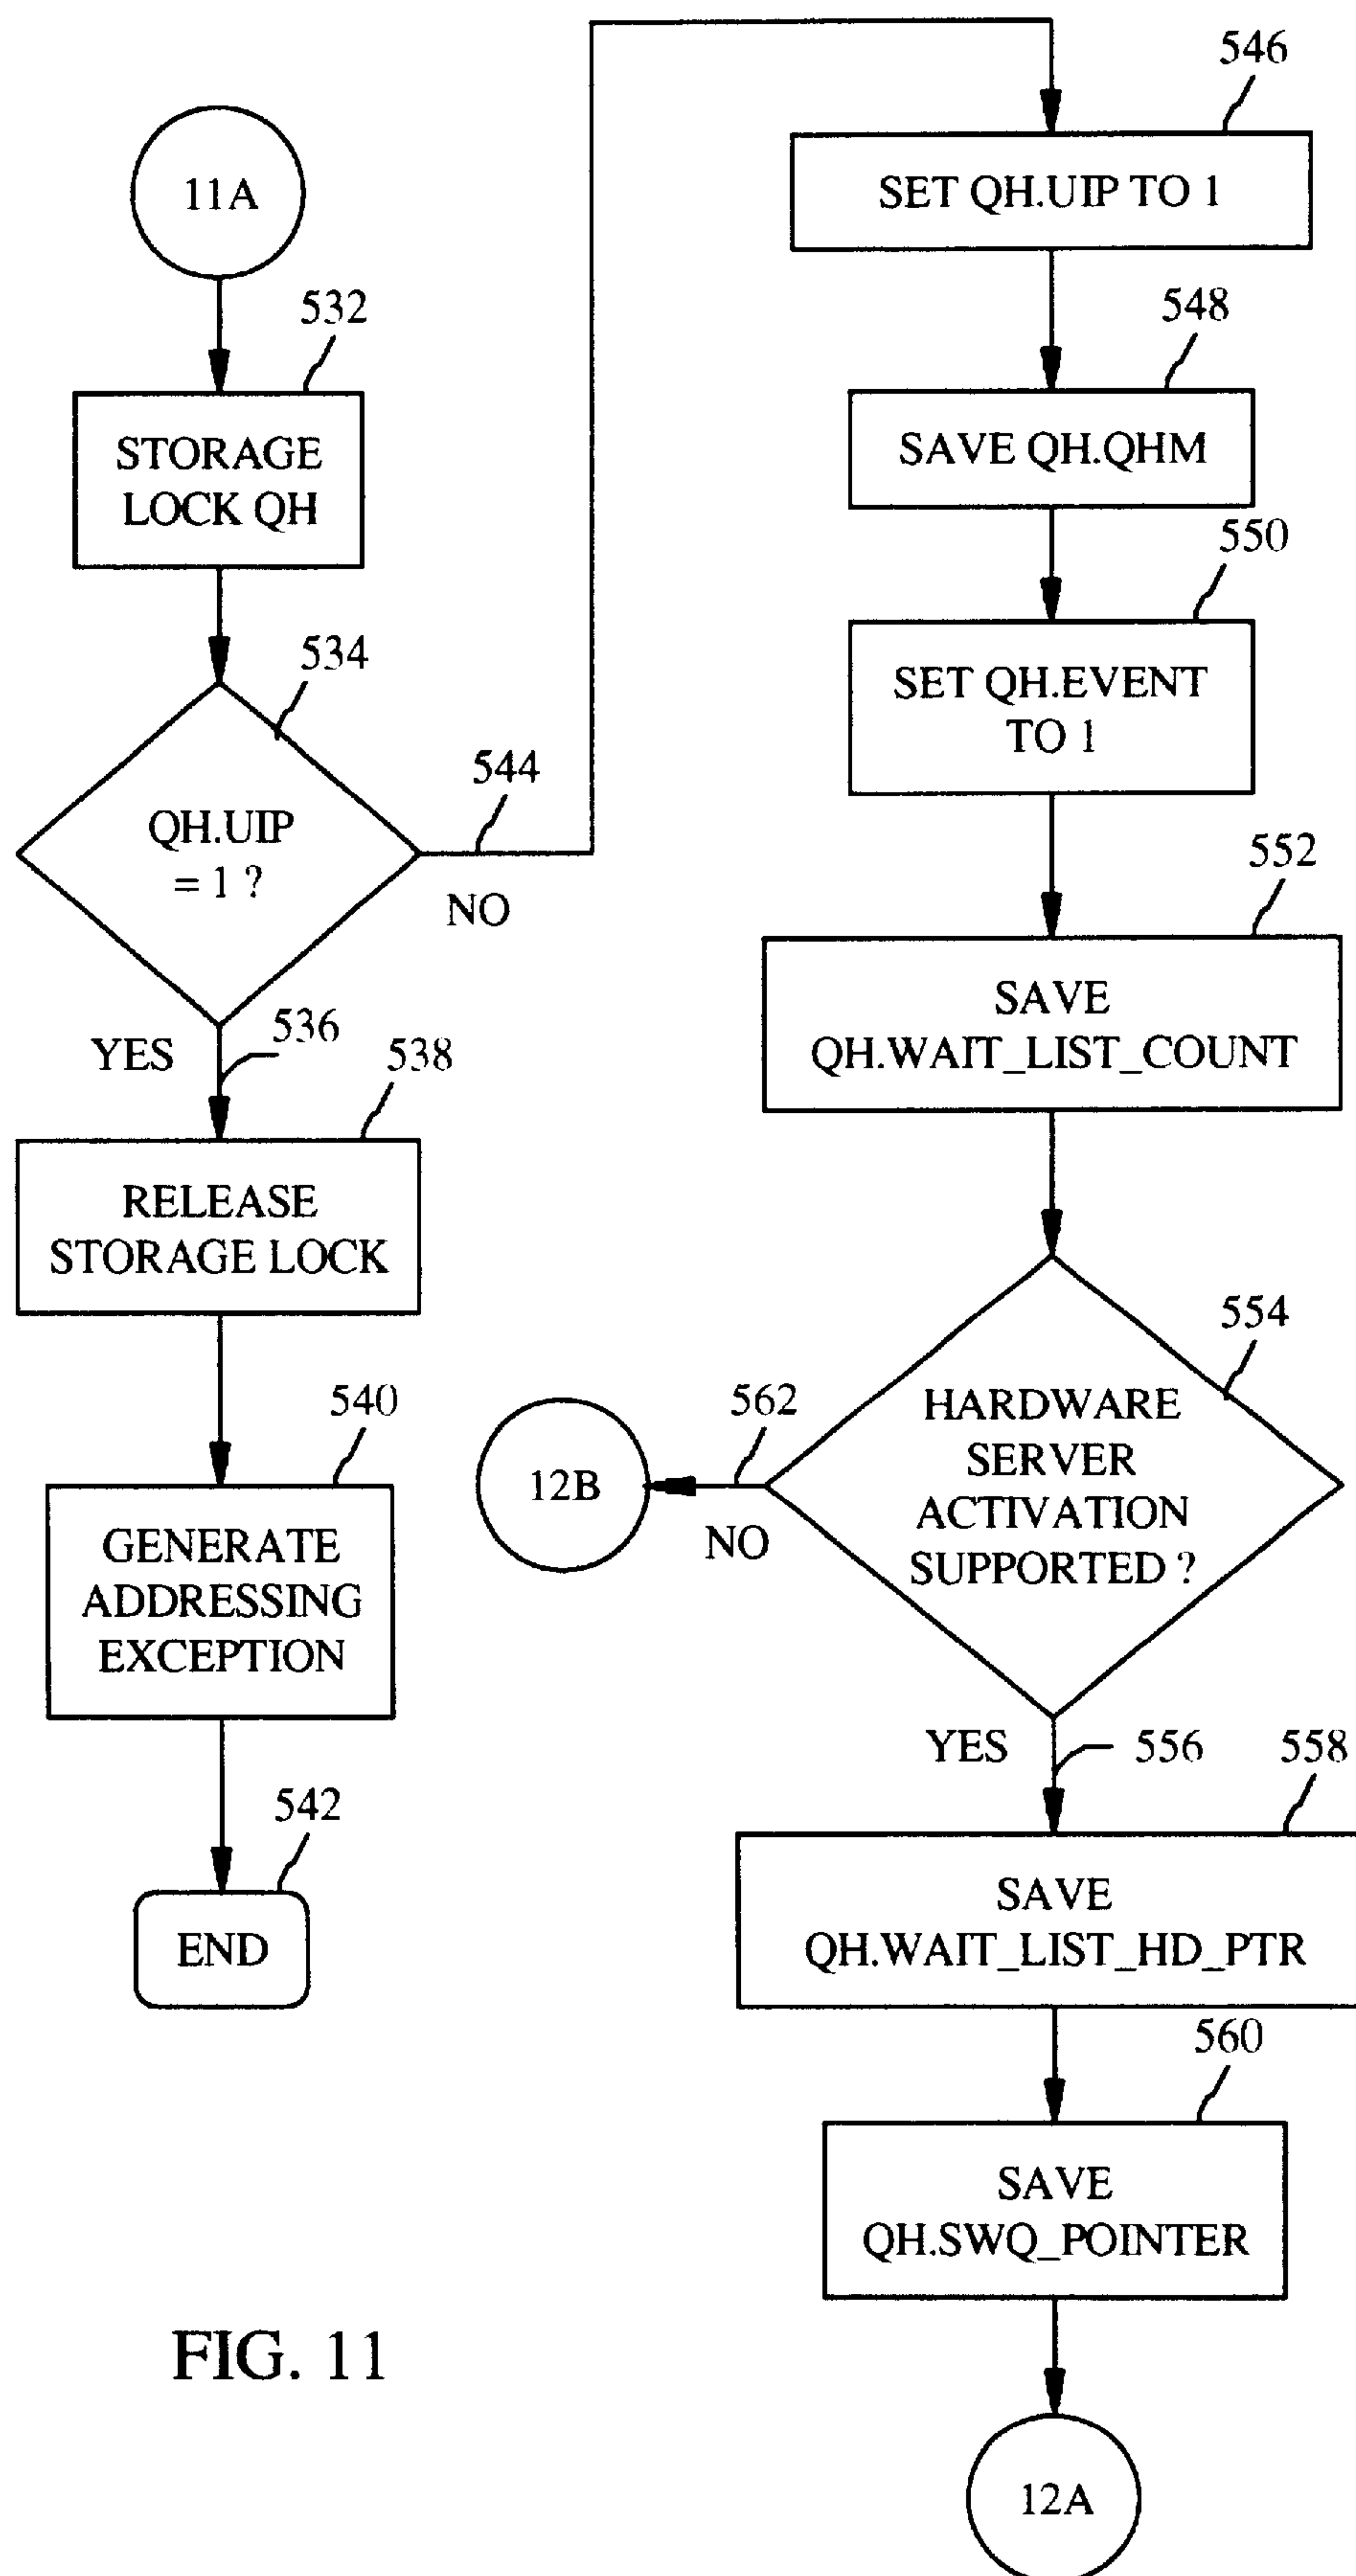 11A
532
STORAGE
LOCK QH
534
QH.UIP
= 1 ?
544
NO
YES
536
538
RELEASE
STORAGE LOCK
540
GENERATE
ADDRESSING
EXCEPTION
542
END
546
SET QH.UIP TO 1
548
SAVE QH.QHM
550
SET QH.EVENT
TO 1
552
SAVE
QH.WAIT_LIST_COUNT
554
HARDWARE
SERVER
ACTIVATION
SUPPORTED ?
562
NO
12B
YES
556
558
SAVE
QH.WAIT_LIST_HD_PTR
560
SAVE
QH.SWQ_POINTER
12A
FIG. 11